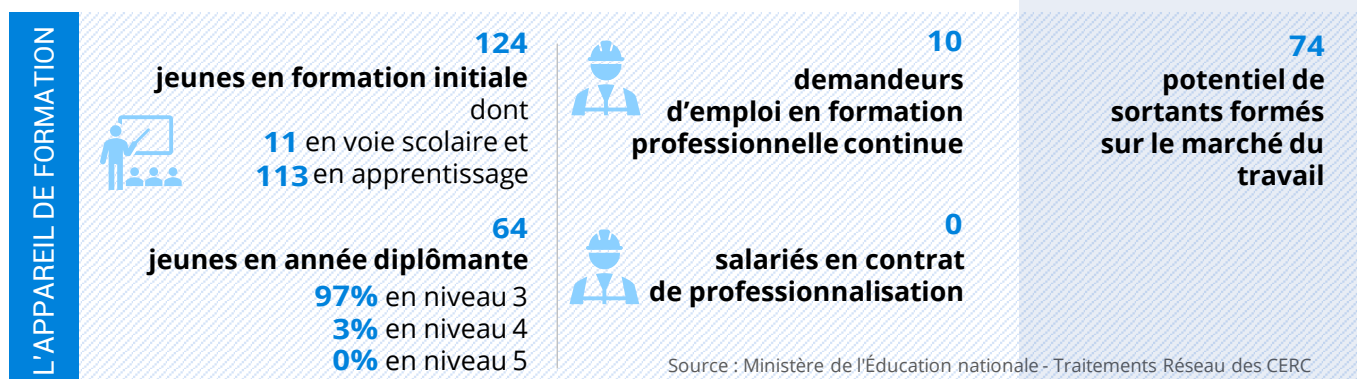 L'APPAREIL DE FORMATION
124
jeunes en formation initiale
dont
11 en voie scolaire et
113 en apprentissage
64
jeunes en année diplômante
97% en niveau 3
3% en niveau 4
0% en niveau 5
10
demandeurs
d’emploi en formation
professionnelle continue
0
salariés en contrat
de professionnalisation
74
potentiel de
sortants formés
sur le marché du
travail
Source : Ministère de l'Éducation nationale - Traitements Réseau des CERC